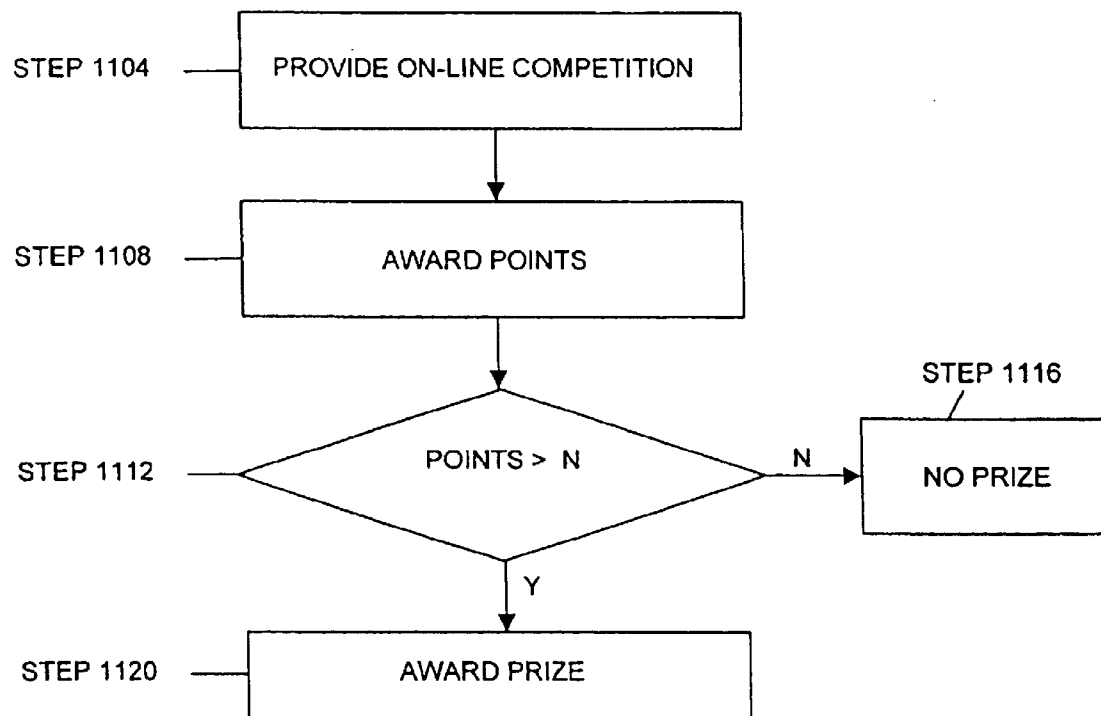 STEP 1104
PROVIDE ON-LINE COMPETITION
STEP 1108
AWARD POINTS
STEP 1116
STEP 1112
POINTS > N
N
NO PRIZE
Y
STEP 1120
AWARD PRIZE